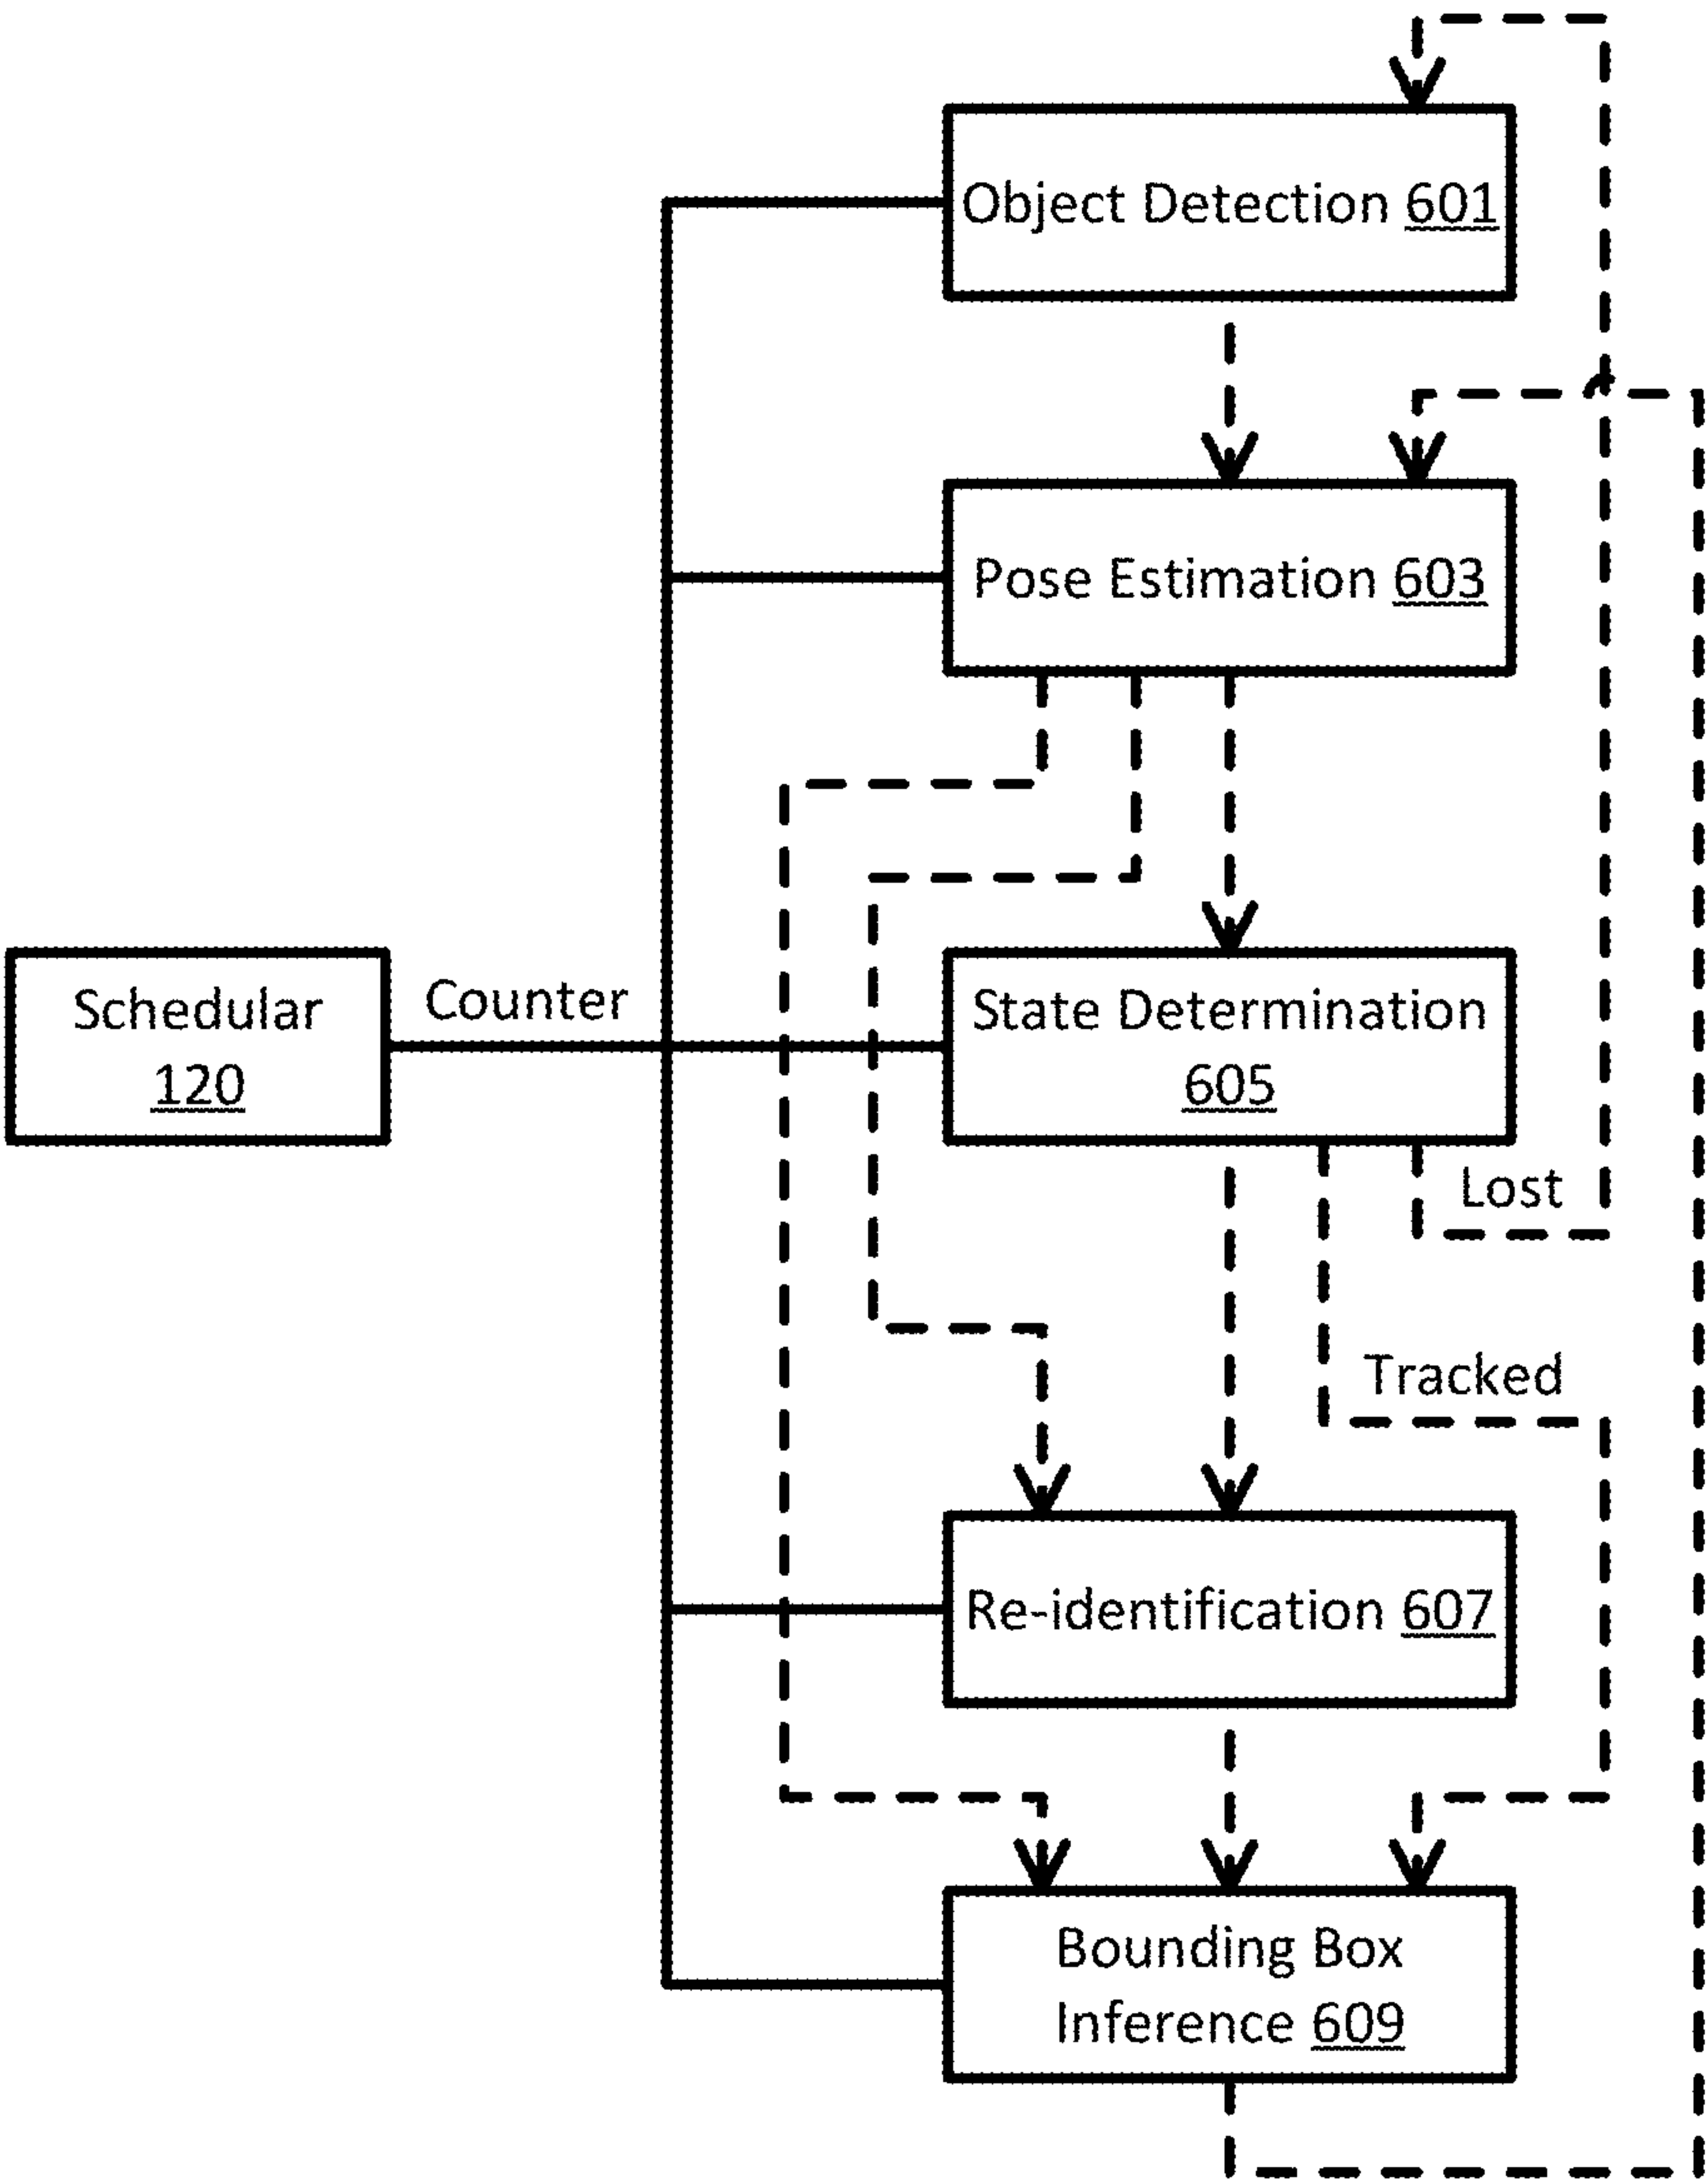 Object Detection 601
Pose Estimation 603
Schedular
120
Counter
State Determination
605
Lost
Tracked
Re-identification 607
Bounding Box
Inference 609